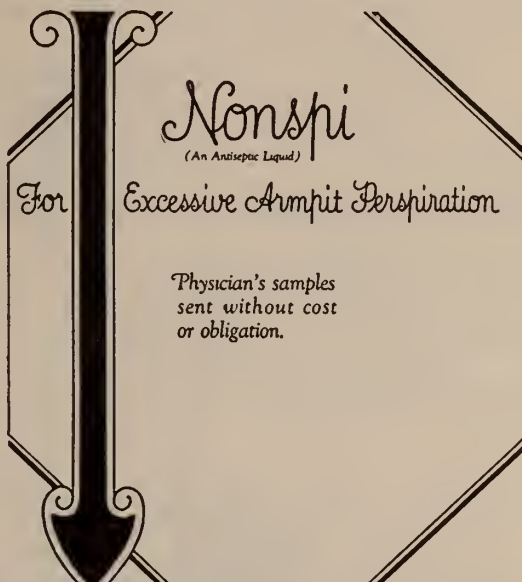 Nonspi
(An Antiseptic Liquid)
For Excessive Armpit Perspiration
Physician's samples
sent without cost
or obligation.